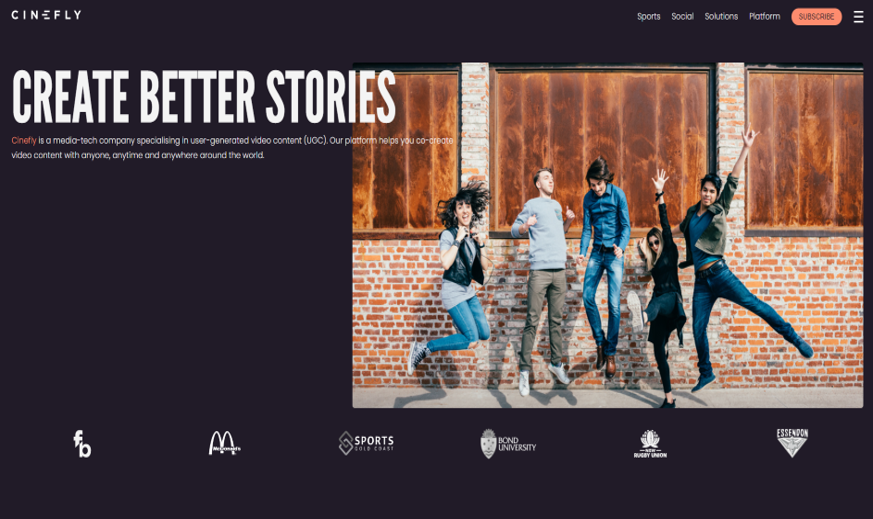 CINEFLY
Sports Social Solutions Platform SUBSCRIBE
CREATE BETTER STORIES
Cinefly is a media-tech company specialising in user-generated video content (UGC). Our platform helps you co-create
video content with anyone, anytime and anywhere around the world.
fb
McDonald's
SPORTS
GOLD COAST
BOND
UNIVERSITY
NSW
RUGBY UNION
ESSENDON